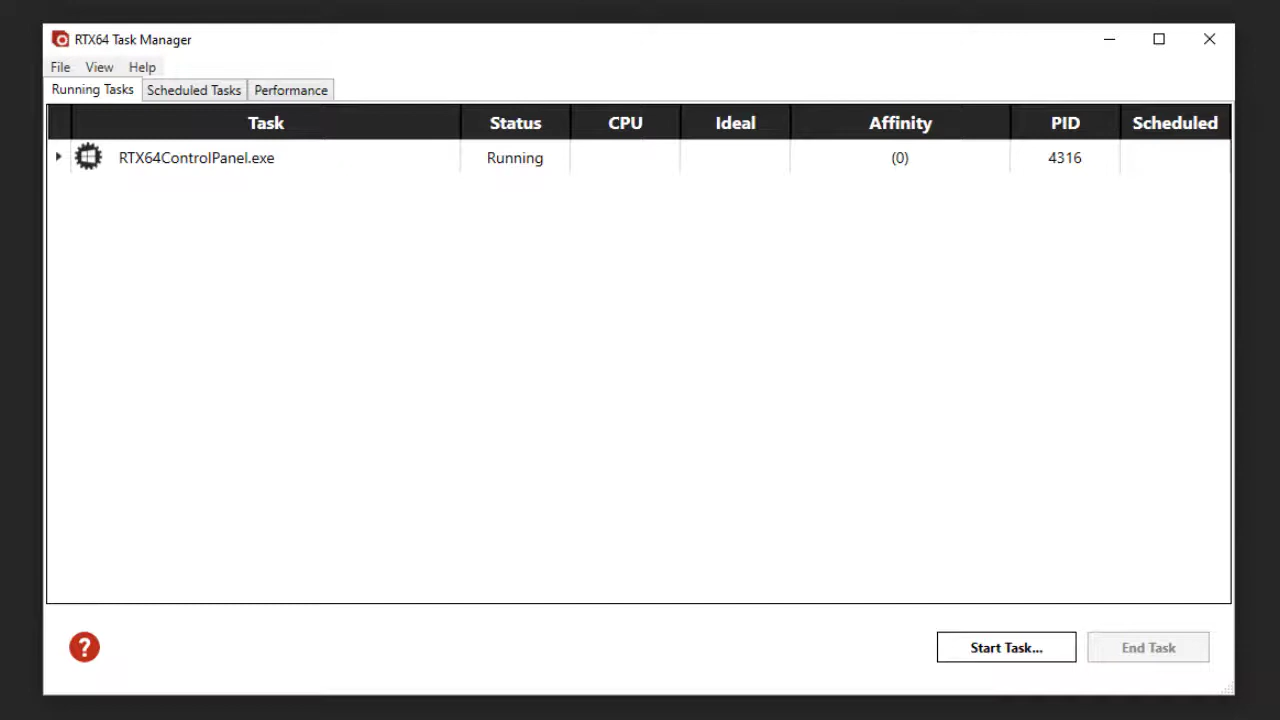 RTX64 Task Manager
File View Help
Running Tasks Scheduled Tasks Performance
Task Status CPU Ideal Affinity PID Scheduled
RTX64ControlPanel.exe Running (0) 4316
? Start Task... End Task